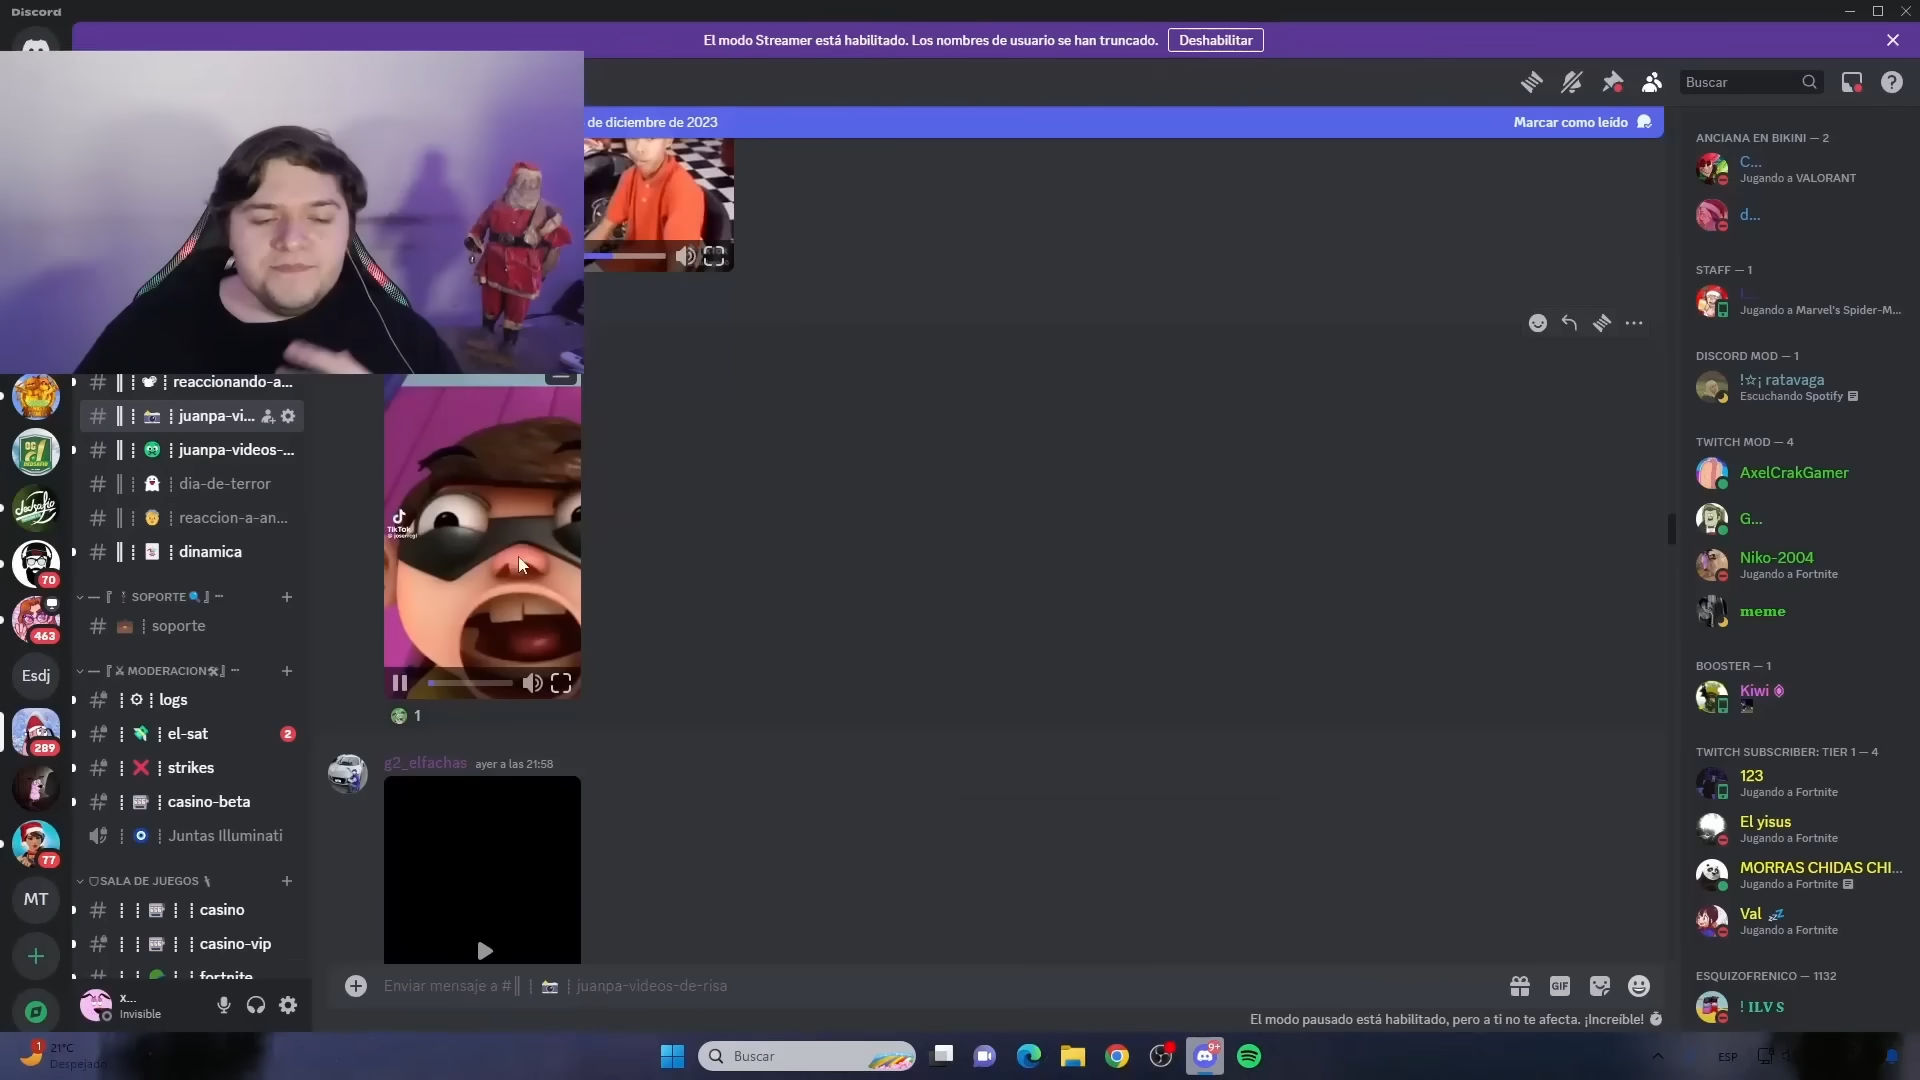 Discord
El modo Streamer está habilitado. Los nombres de usuario se han truncado.
Deshabilitar
Buscar
de diciembre de 2023
Marcar como leído
ANCIANA EN BIKINI — 2
C...
Jugando a VALORANT
d...
STAFF — 1
Jugando a Marvel's Spider-M...
DISCORD MOD — 1
!☆¡ ratavaga
Escuchando Spotify
TWITCH MOD — 4
AxelCrakGamer
G...
Niko-2004
Jugando a Fortnite
meme
BOOSTER — 1
Kiwi
TWITCH SUBSCRIBER: TIER 1 — 4
123
Jugando a Fortnite
El yisus
Jugando a Fortnite
MORRAS CHIDAS CHI...
Jugando a Fortnite
Val 💤
Jugando a Fortnite
ESQUIZOFRENICO — 1132
! ILV S
reaccionando-a...
juanpa-vi...
juanpa-videos-...
dia-de-terror
reaccion-a-an...
dinamica
SOPORTE
soporte
MODERACION
logs
el-sat
2
strikes
casino-beta
Juntas Illuminati
SALA DE JUEGOS
casino
casino-vip
fortnite
70
463
Esdj
289
77
MT
TikTok
1
g2_elfachas ayer a las 21:58
Enviar mensaje a #║┊📸┊juanpa-videos-de-risa
GIF
El modo pausado está habilitado, pero a ti no te afecta. ¡Increíble!
x...
Invisible
1
21°C
Despejado
Buscar
9+
ESP